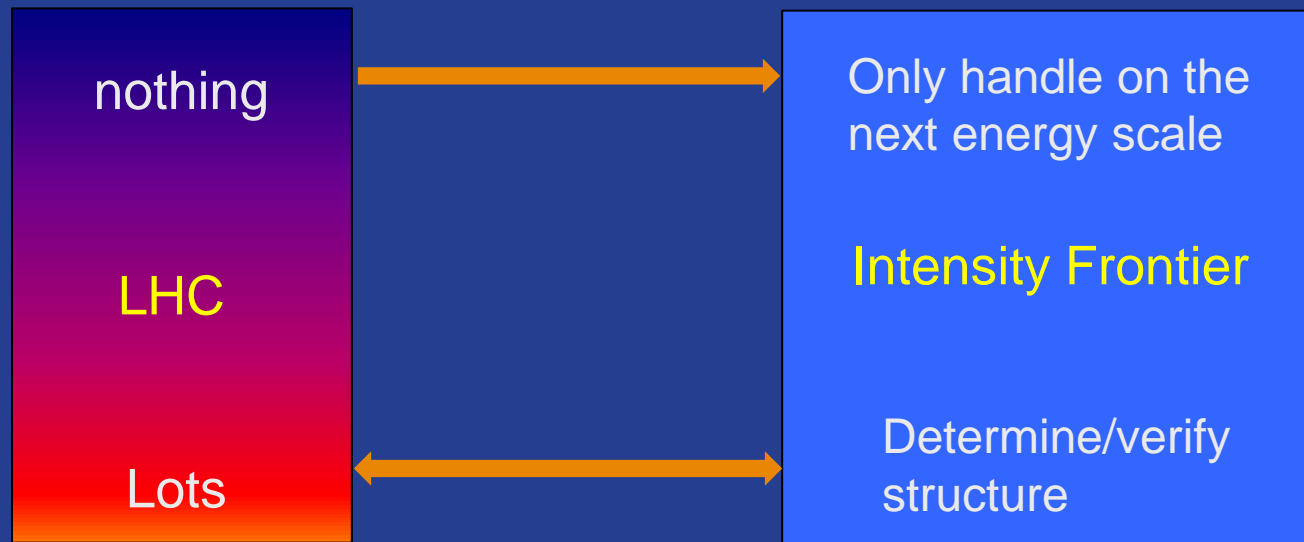 nothing
LHC
Lots
Only handle on the
next energy scale
Intensity Frontier
Determine/verify
structure